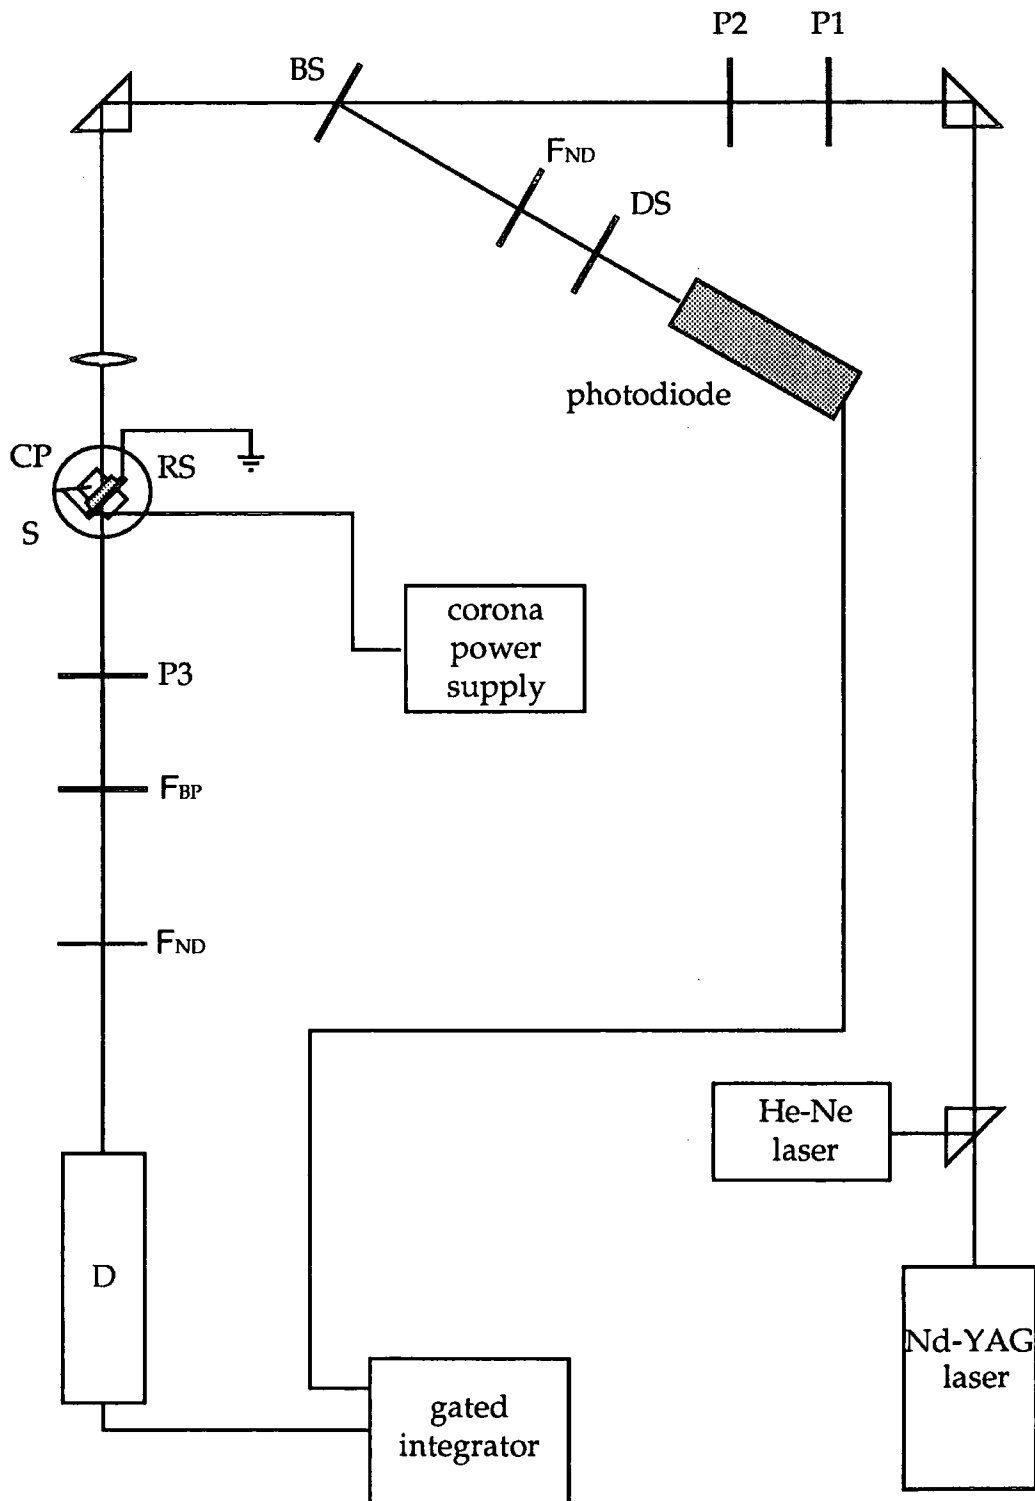 P2
P1
BS
FND
DS
photodiode
CP
RS
S
corona
power
supply
P3
FBP
FND
He-Ne
laser
D
Nd-YAG
laser
gated
integrator